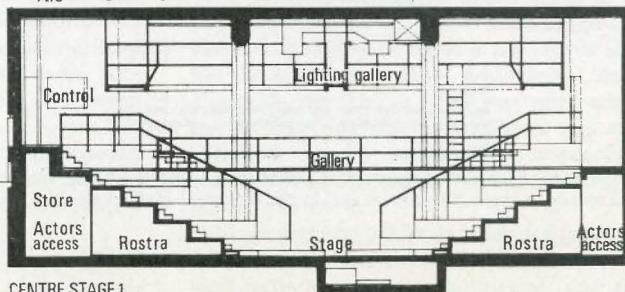 Lighting gallery
Control
Gallery
Store
Actors
access
Rostra
Stage
Rostra
Actors
access
CENTRE STAGE 1